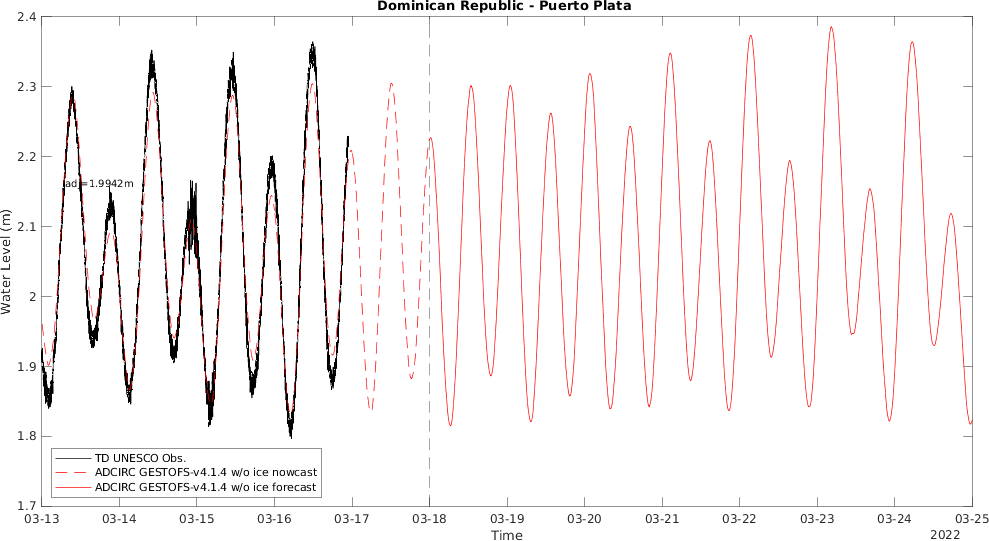 Dominican Republic - Puerto Plata
2.4
2.3
2.2
2.1
2
1.9
1.8
1.7
Water Level (m)
adj=1.9942m
TD UNESCO Obs.
ADCIRC GESTOFS-v4.1.4 w/o ice nowcast
ADCIRC GESTOFS-v4.1.4 w/o ice forecast
03-13 03-14 03-15 03-16 03-17 03-18 03-19 03-20 03-21 03-22 03-23 03-24 03-25
Time
2022